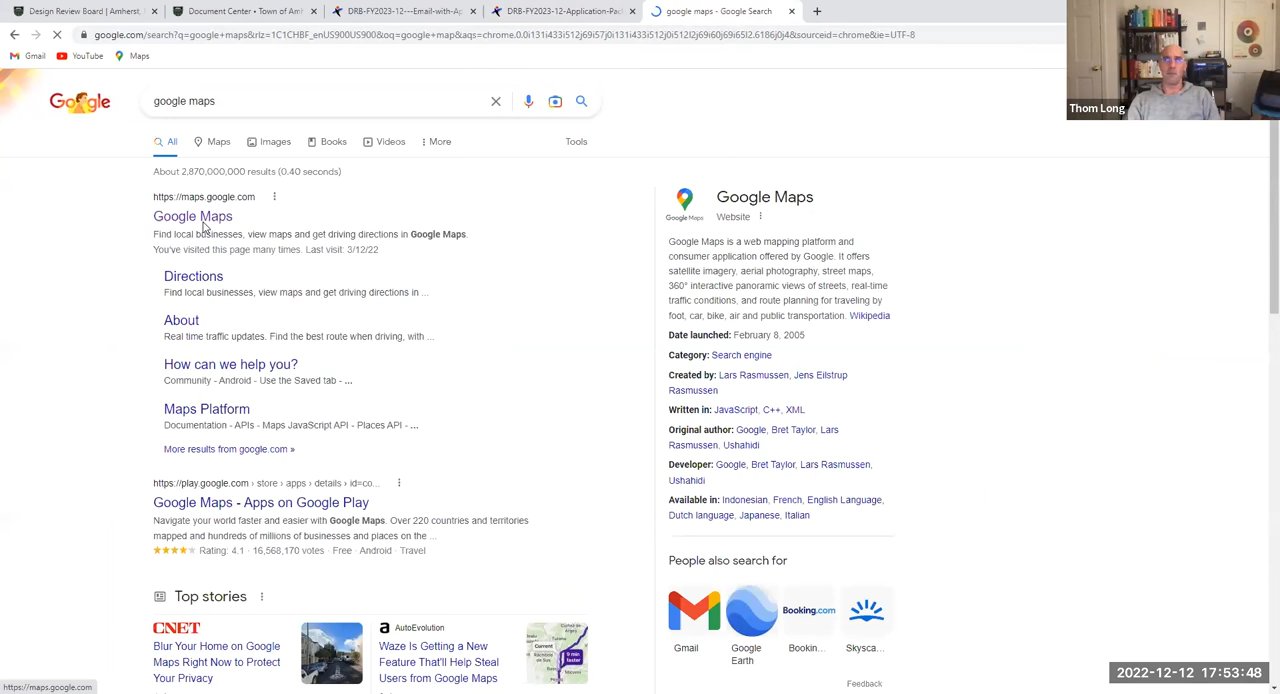 Design Review Board | Amherst,
Document Center • Town of Am
DRB-FY2023-12---Email-with-Ap
DRB-FY2023-12-Application-Pac
google maps - Google Search
google.com/search?q=google+maps&rlz=1C1CHBF_enUS900US900&oq=google+map&aqs=chrome.0.0i131i433i512j69i57j0i131i433i512j0i512l2j69i60j69i65l2.6186j0j4&sourceid=chrome&ie=UTF-8
Gmail YouTube Maps
Thom Long
Google
google maps
All Maps Images Books Videos More Tools
About 2,870,000,000 results (0.40 seconds)
https://maps.google.com
Google Maps
Find local businesses, view maps and get driving directions in Google Maps.
You've visited this page many times. Last visit: 3/12/22
Directions
Find local businesses, view maps and get driving directions in ...
About
Real time traffic updates. Find the best route when driving, with ...
How can we help you?
Community - Android - Use the Saved tab - ...
Maps Platform
Documentation - APIs - Maps JavaScript API - Places API - ...
More results from google.com »
https://play.google.com › store › apps › details › id=co...
Google Maps - Apps on Google Play
Navigate your world faster and easier with Google Maps. Over 220 countries and territories
mapped and hundreds of millions of businesses and places on the ...
Rating: 4.1 · 16,568,170 votes · Free · Android · Travel
Top stories
CNET
Blur Your Home on Google
Maps Right Now to Protect
Your Privacy
a AutoEvolution
Waze Is Getting a New
Feature That'll Help Steal
Users from Google Maps
Current
9 min
faster
Google Maps
Google Maps
Website
Google Maps is a web mapping platform and
consumer application offered by Google. It offers
satellite imagery, aerial photography, street maps,
360° interactive panoramic views of streets, real-time
traffic conditions, and route planning for traveling by
foot, car, bike, air and public transportation. Wikipedia
Date launched: February 8, 2005
Category: Search engine
Created by: Lars Rasmussen, Jens Eilstrup
Rasmussen
Written in: JavaScript, C++, XML
Original author: Google, Bret Taylor, Lars
Rasmussen, Ushahidi
Developer: Google, Bret Taylor, Lars Rasmussen,
Ushahidi
Available in: Indonesian, French, English Language,
Dutch language, Japanese, Italian
People also search for
Booking.com
Gmail
Google
Earth
Bookin...
Skysca...
Feedback
2022-12-12 17:53:48
https://maps.google.com